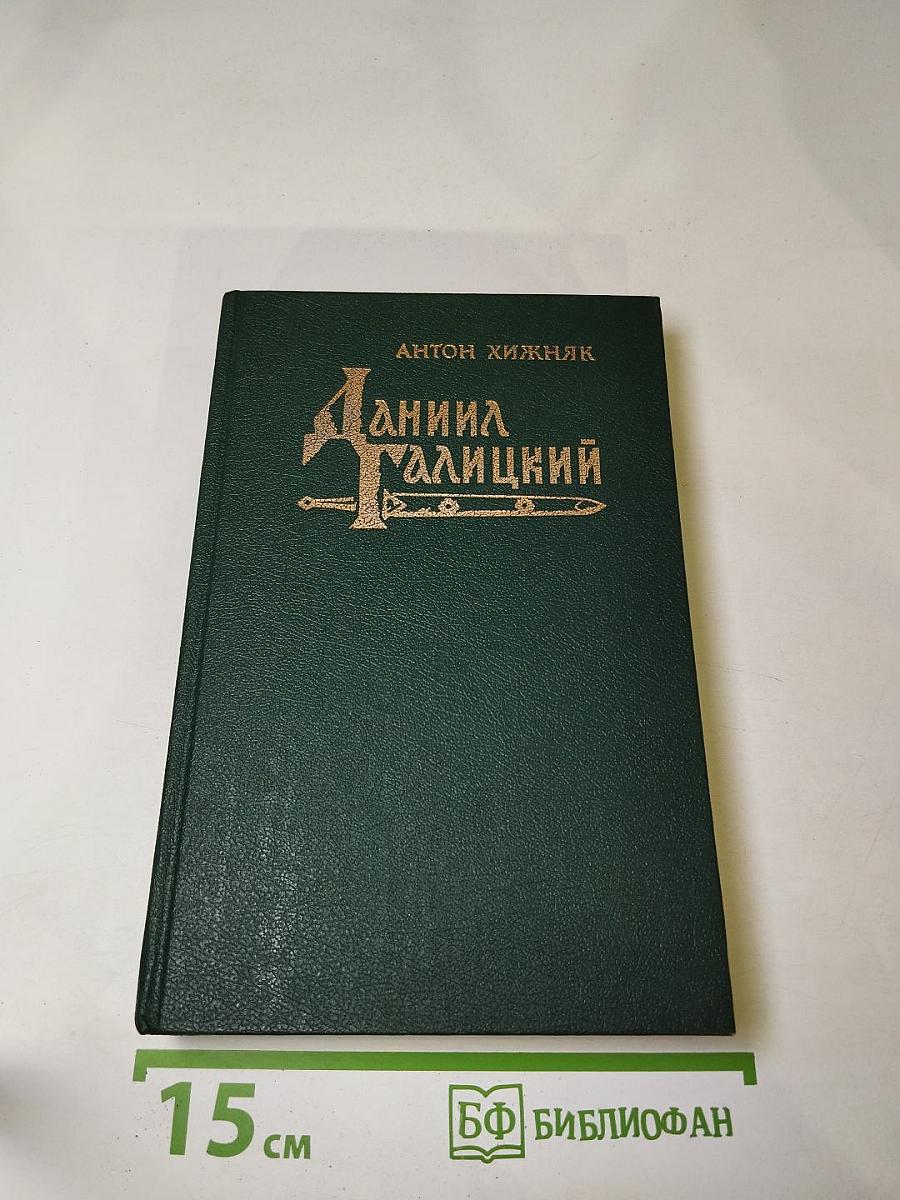 АНТОН ХИЖНЯК
ДАНИИЛ
ГАЛИЦКИЙ
15 см
БФ БИБЛИОФАН